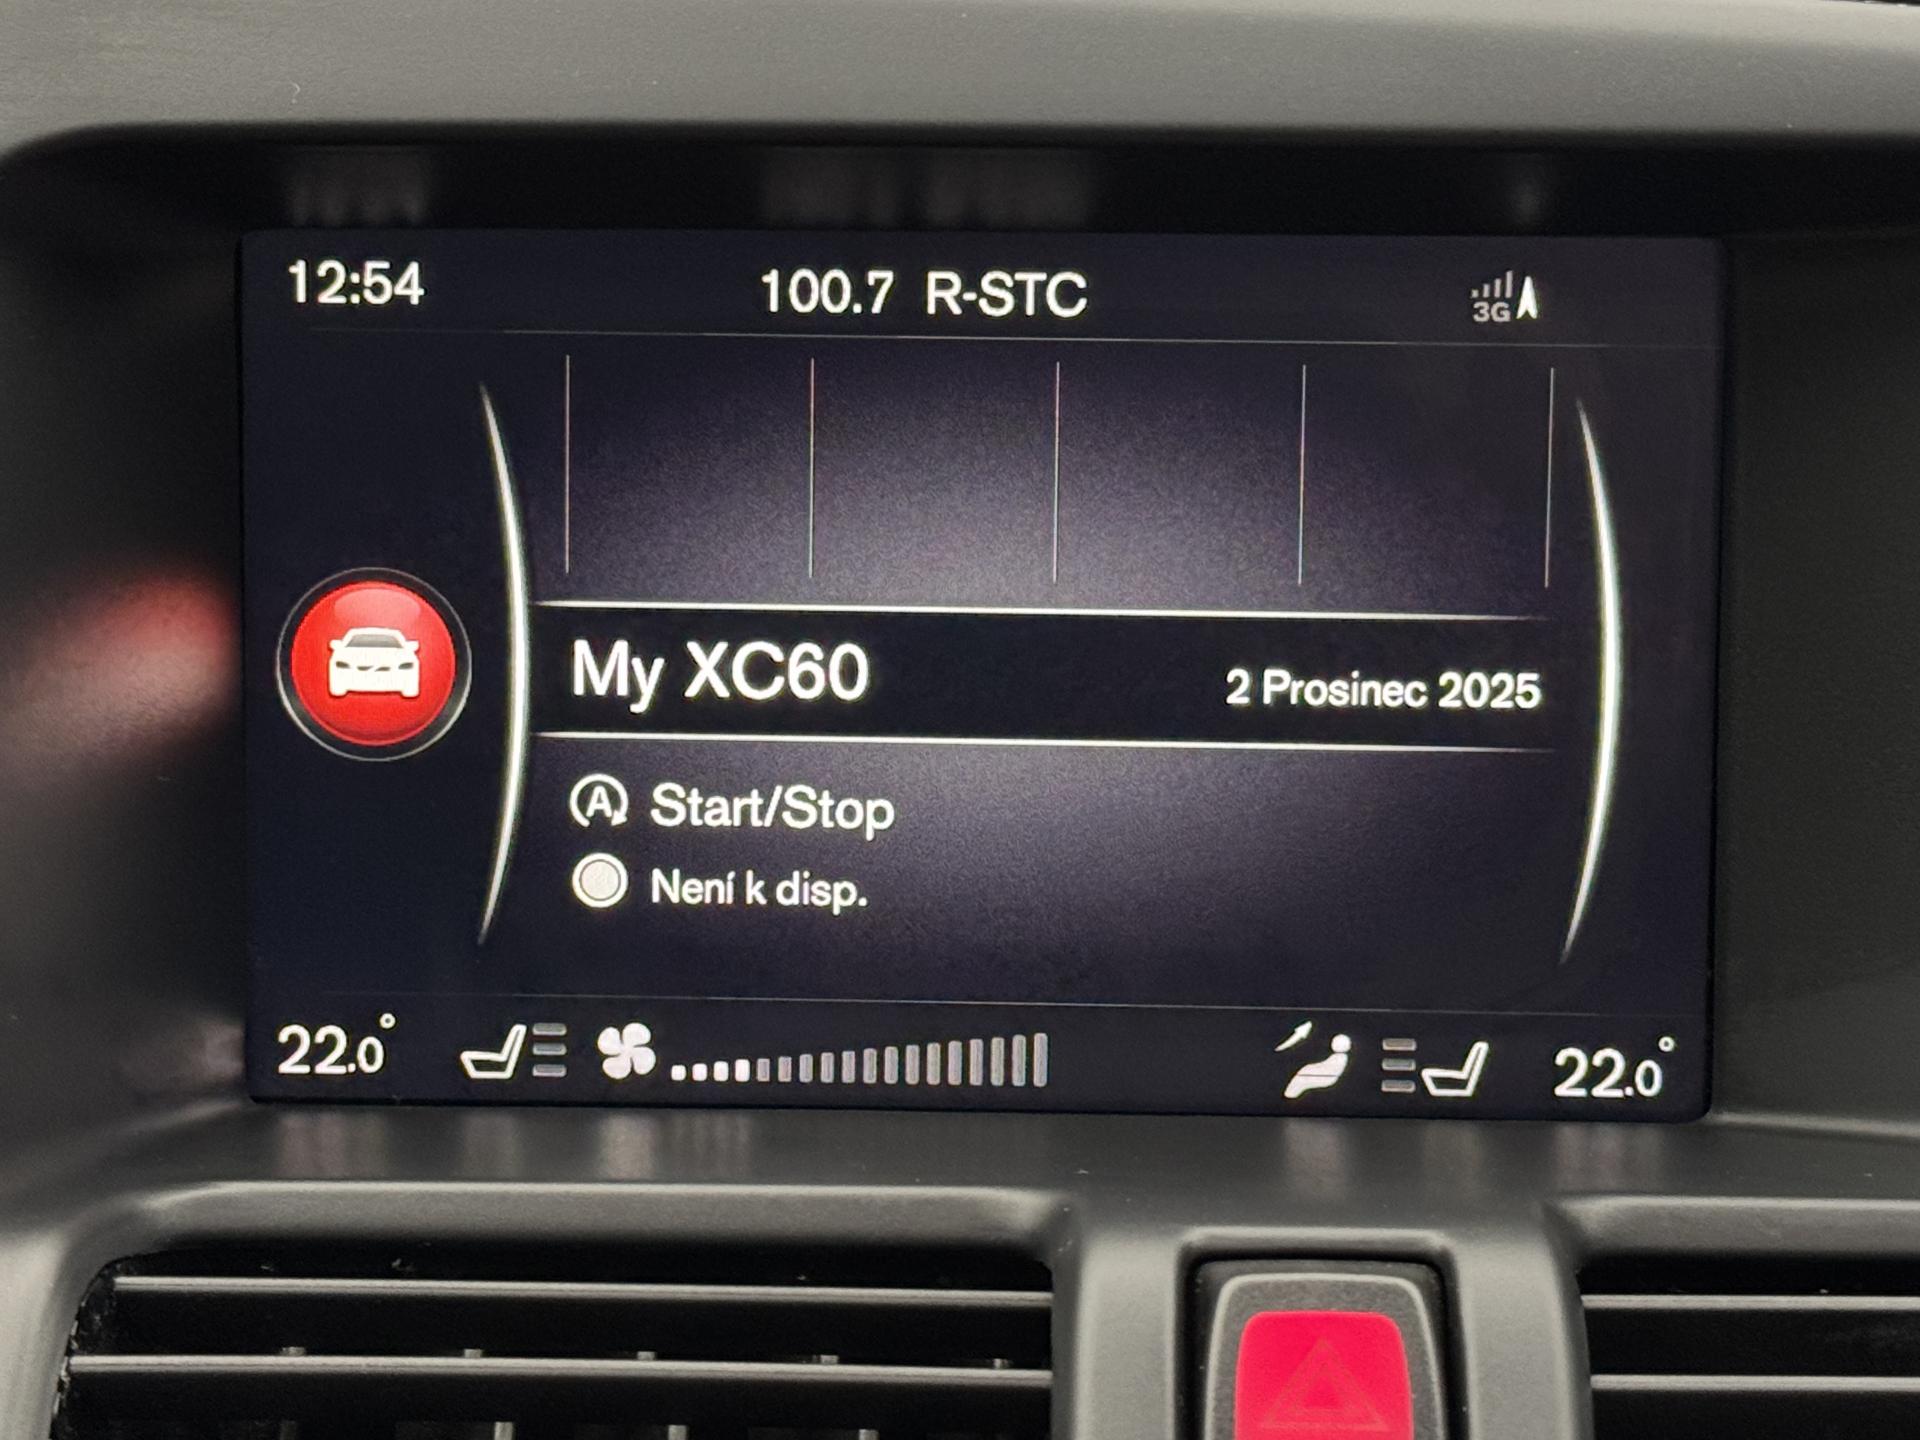 12:54 100.7 R-STC 3G
My XC60 2 Prosinec 2025
A Start/Stop
Není k disp.
22.0° 22.0°